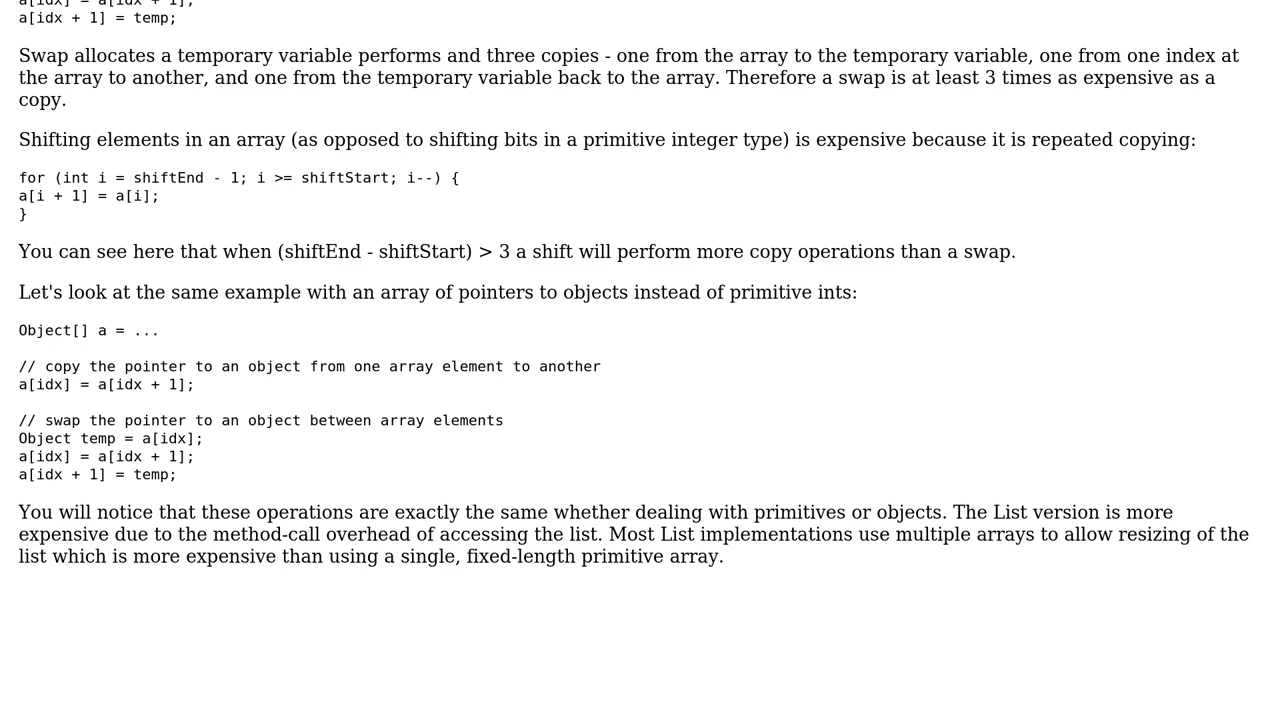 a[idx] = a[idx + 1];
a[idx + 1] = temp;
Swap allocates a temporary variable performs and three copies - one from the array to the temporary variable, one from one index at
the array to another, and one from the temporary variable back to the array. Therefore a swap is at least 3 times as expensive as a
copy.
Shifting elements in an array (as opposed to shifting bits in a primitive integer type) is expensive because it is repeated copying:
for (int i = shiftEnd - 1; i >= shiftStart; i--) {
a[i + 1] = a[i];
}
You can see here that when (shiftEnd - shiftStart) > 3 a shift will perform more copy operations than a swap.
Let's look at the same example with an array of pointers to objects instead of primitive ints:
Object[] a = ...
// copy the pointer to an object from one array element to another
a[idx] = a[idx + 1];
// swap the pointer to an object between array elements
Object temp = a[idx];
a[idx] = a[idx + 1];
a[idx + 1] = temp;
You will notice that these operations are exactly the same whether dealing with primitives or objects. The List version is more
expensive due to the method-call overhead of accessing the list. Most List implementations use multiple arrays to allow resizing of the
list which is more expensive than using a single, fixed-length primitive array.